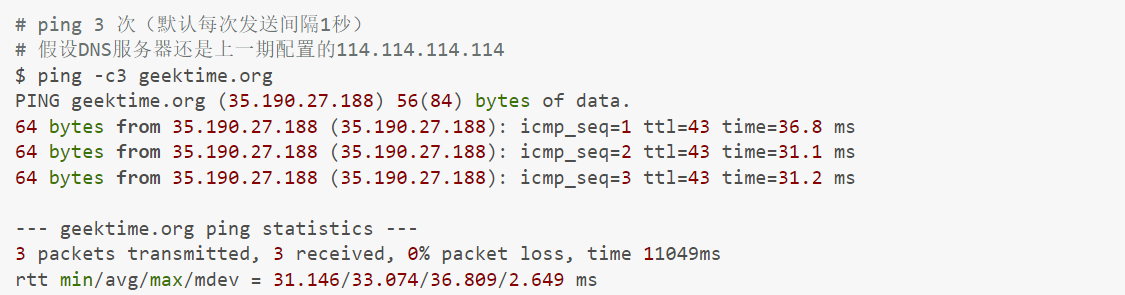 # ping 3 次（默认每次发送间隔1秒）
# 假设DNS服务器还是上一期配置的114.114.114.114
$ ping -c3 geektime.org
PING geektime.org (35.190.27.188) 56(84) bytes of data.
64 bytes from 35.190.27.188 (35.190.27.188): icmp_seq=1 ttl=43 time=36.8 ms
64 bytes from 35.190.27.188 (35.190.27.188): icmp_seq=2 ttl=43 time=31.1 ms
64 bytes from 35.190.27.188 (35.190.27.188): icmp_seq=3 ttl=43 time=31.2 ms
--- geektime.org ping statistics ---
3 packets transmitted, 3 received, 0% packet loss, time 11049ms
rtt min/avg/max/mdev = 31.146/33.074/36.809/2.649 ms